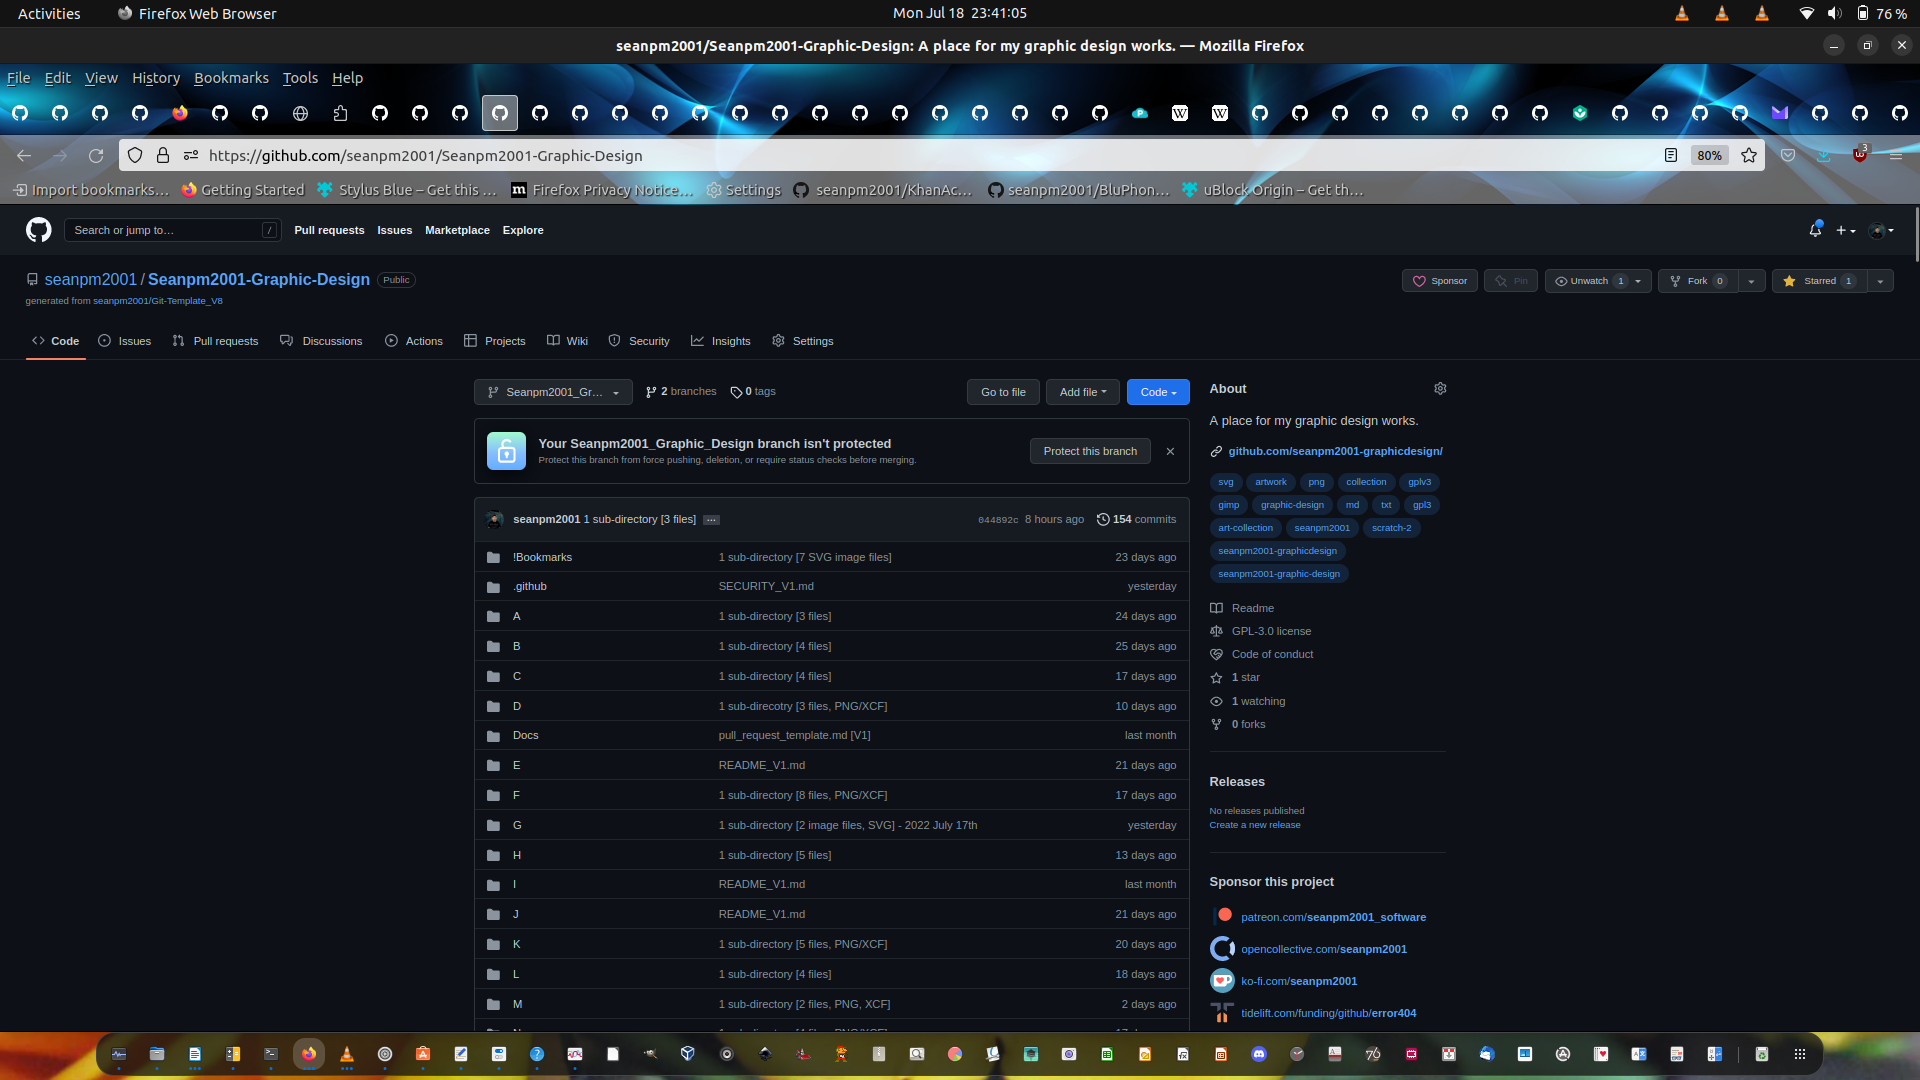 Activities
Firefox Web Browser
Mon Jul 18 23:41:05
76 %
seanpm2001/Seanpm2001-Graphic-Design: A place for my graphic design works. — Mozilla Firefox
File Edit View History Bookmarks Tools Help
https://github.com/seanpm2001/Seanpm2001-Graphic-Design
80%
3
Import bookmarks… Getting Started Stylus Blue – Get this … Firefox Privacy Notice… Settings seanpm2001/KhanAc… seanpm2001/BluPhon… uBlock Origin – Get th…
Search or jump to… / Pull requests Issues Marketplace Explore
seanpm2001 / Seanpm2001-Graphic-Design Public
generated from seanpm2001/Git-Template_V8
Sponsor Pin Unwatch 1 Fork 0 Starred 1
Code Issues Pull requests Discussions Actions Projects Wiki Security Insights Settings
Seanpm2001_Gr… 2 branches 0 tags Go to file Add file Code
Your Seanpm2001_Graphic_Design branch isn't protected
Protect this branch from force pushing, deletion, or require status checks before merging.
Protect this branch
seanpm2001 1 sub-directory [3 files] … 044892c 8 hours ago 154 commits
!Bookmarks 1 sub-directory [7 SVG image files] 23 days ago
.github SECURITY_V1.md yesterday
A 1 sub-directory [3 files] 24 days ago
B 1 sub-directory [4 files] 25 days ago
C 1 sub-directory [4 files] 17 days ago
D 1 sub-direcotry [3 files, PNG/XCF] 10 days ago
Docs pull_request_template.md [V1] last month
E README_V1.md 21 days ago
F 1 sub-directory [8 files, PNG/XCF] 17 days ago
G 1 sub-directory [2 image files, SVG] - 2022 July 17th yesterday
H 1 sub-directory [5 files] 13 days ago
I README_V1.md last month
J README_V1.md 21 days ago
K 1 sub-directory [5 files, PNG/XCF] 20 days ago
L 1 sub-directory [4 files] 18 days ago
M 1 sub-directory [2 files, PNG, XCF] 2 days ago
About
A place for my graphic design works.
github.com/seanpm2001-graphicdesign/
svg artwork png collection gplv3
gimp graphic-design md txt gpl3
art-collection seanpm2001 scratch-2
seanpm2001-graphicdesign
seanpm2001-graphic-design
Readme
GPL-3.0 license
Code of conduct
1 star
1 watching
0 forks
Releases
No releases published
Create a new release
Sponsor this project
patreon.com/seanpm2001_software
opencollective.com/seanpm2001
ko-fi.com/seanpm2001
tidelift.com/funding/github/error404